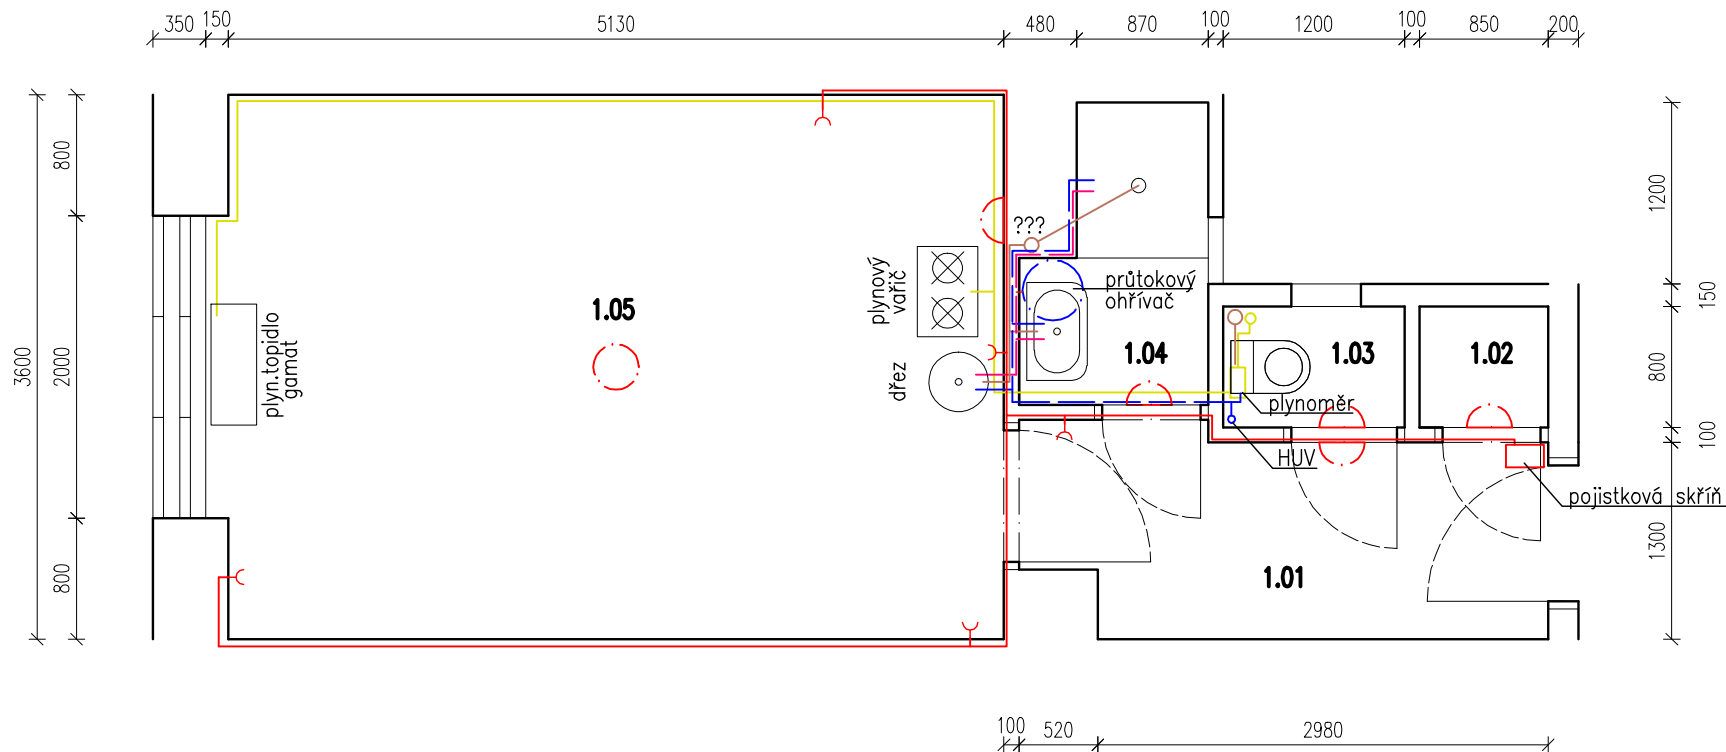 350
150
5130
480
870
100
1200
100
850
200
800
3600
2000
800
1200
150
800
100
1300
???
plynový
vařič
průtokový
ohřívač
1.05
plyn.topidlo
gamat
dřez
1.04
1.03
1.02
plynoměr
HUV
pojistková skříň
1.01
100
520
2980